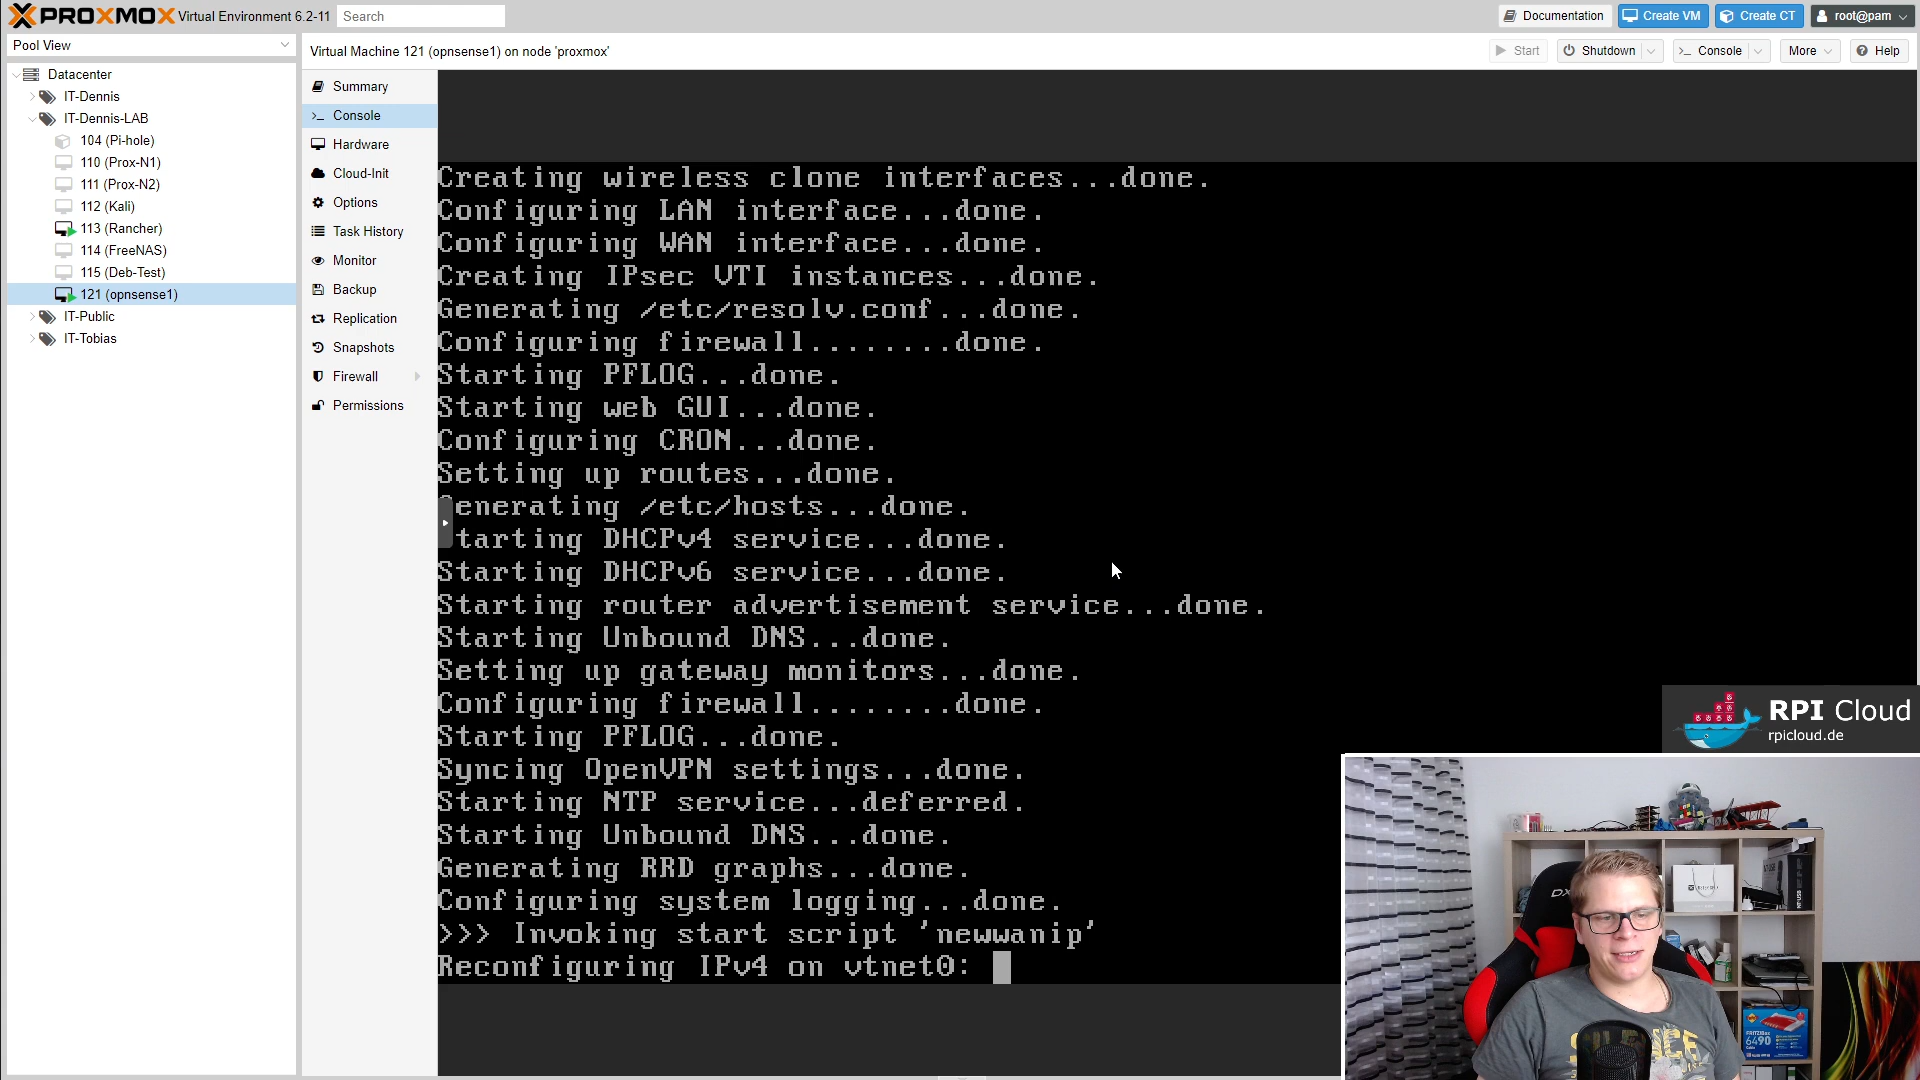 PROXMOX Virtual Environment 6.2-11 Search
Documentation Create VM Create CT root@pam
Pool View
Virtual Machine 121 (opnsense1) on node 'proxmox'
Start Shutdown Console More Help
Datacenter
IT-Dennis
IT-Dennis-LAB
104 (Pi-hole)
110 (Prox-N1)
111 (Prox-N2)
112 (Kali)
113 (Rancher)
114 (FreeNAS)
115 (Deb-Test)
121 (opnsense1)
IT-Public
IT-Tobias
Summary
Console
Hardware
Cloud-Init
Options
Task History
Monitor
Backup
Replication
Snapshots
Firewall
Permissions
Creating wireless clone interfaces...done.
Configuring LAN interface...done.
Configuring WAN interface...done.
Creating IPsec VTI instances...done.
Generating /etc/resolv.conf...done.
Configuring firewall........done.
Starting PFLOG...done.
Starting web GUI...done.
Configuring CRON...done.
Setting up routes...done.
enerating /etc/hosts...done.
tarting DHCPv4 service...done.
Starting DHCPv6 service...done.
Starting router advertisement service...done.
Starting Unbound DNS...done.
Setting up gateway monitors...done.
Configuring firewall........done.
Starting PFLOG...done.
Syncing OpenVPN settings...done.
Starting NTP service...deferred.
Starting Unbound DNS...done.
Generating RRD graphs...done.
Configuring system logging...done.
>>> Invoking start script 'newwanip'
Reconfiguring IPv4 on vtnet0:
RPI Cloud
rpicloud.de
DX
FRITZ!Box
6490